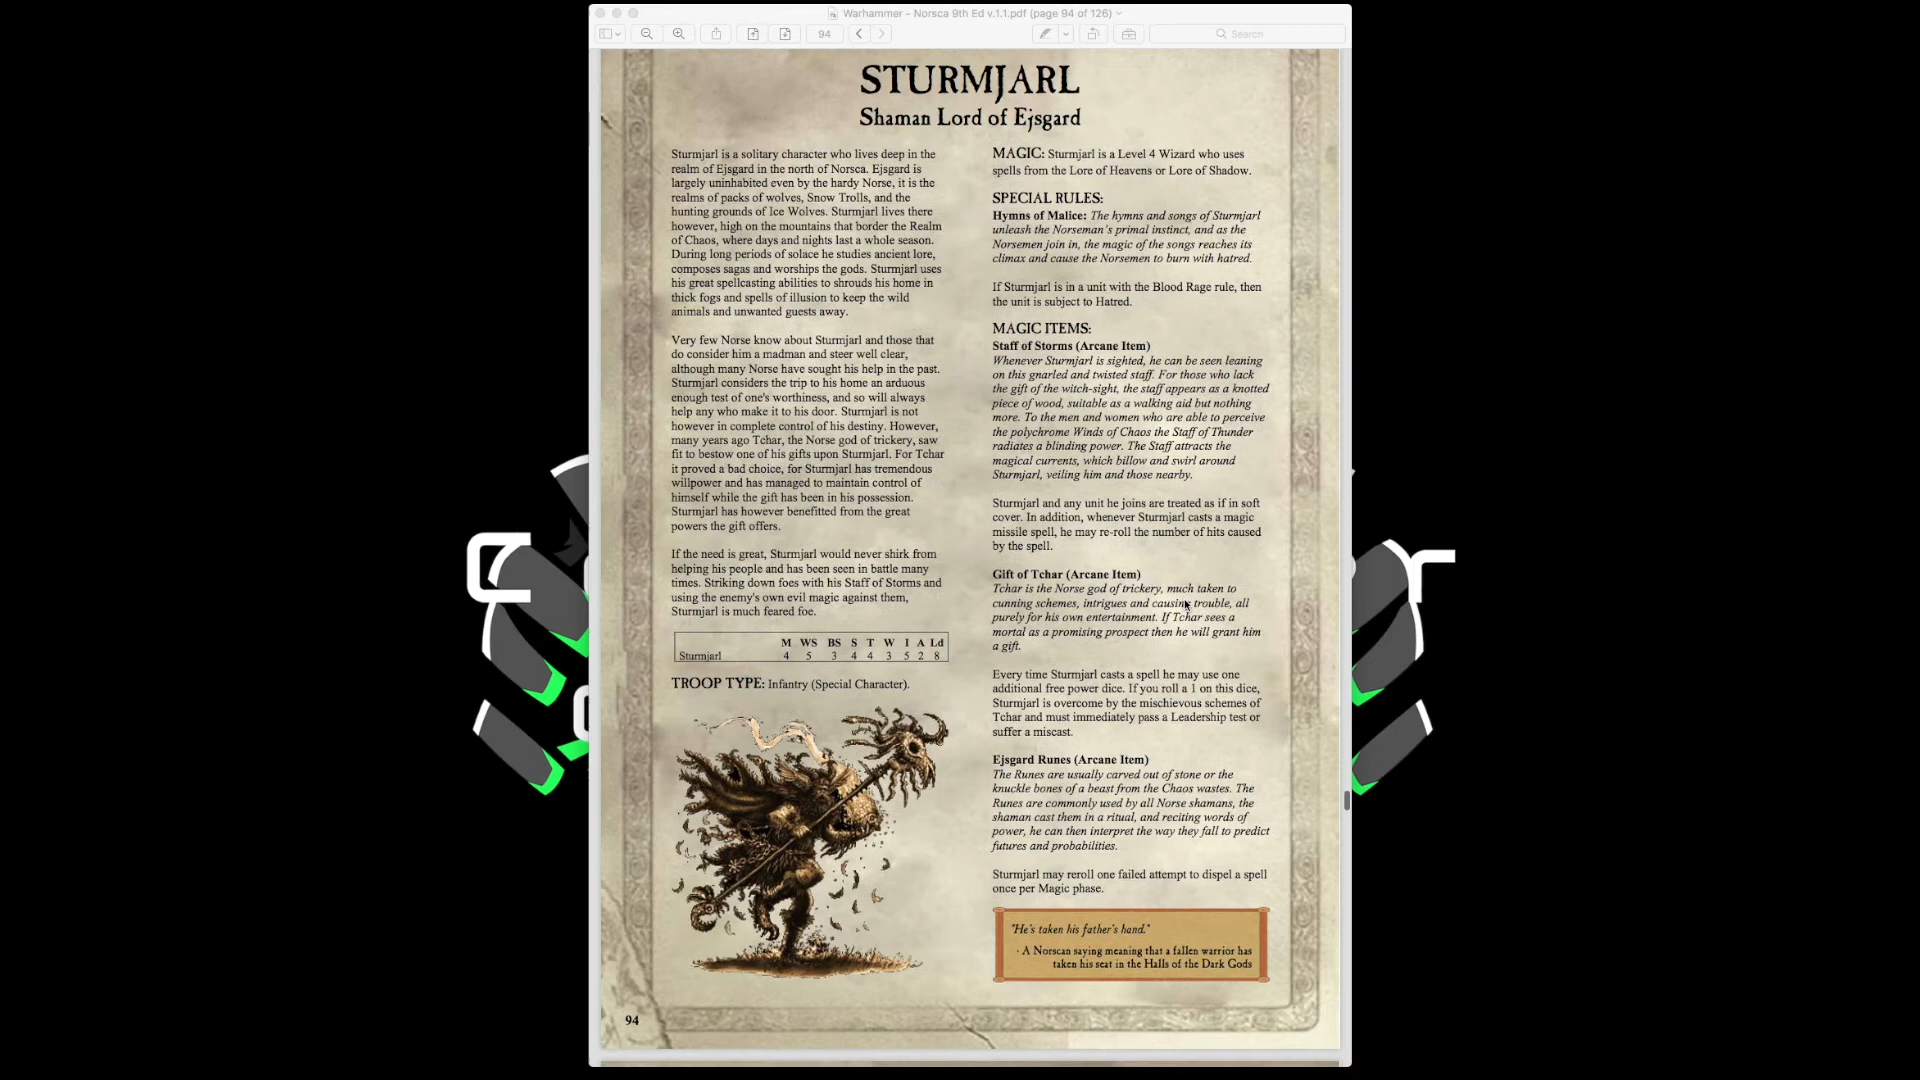 Warhammer - Norsca 9th Ed v.1.1.pdf (page 94 of 126)
94
Search
STURMJARL
Shaman Lord of Ejsgard
Sturmjarl is a solitary character who lives deep in the
realm of Ejsgard in the north of Norsca. Ejsgard is
largely uninhabited even by the hardy Norse, it is the
realms of packs of wolves, Snow Trolls, and the
hunting grounds of Ice Wolves. Sturmjarl lives there
however, high on the mountains that border the Realm
of Chaos, where days and nights last a whole season.
During long periods of solace he studies ancient lore,
composes sagas and worships the gods. Sturmjarl uses
his great spellcasting abilities to shrouds his home in
thick fogs and spells of illusion to keep the wild
animals and unwanted guests away.
Very few Norse know about Sturmjarl and those that
do consider him a madman and steer well clear,
although many Norse have sought his help in the past.
Sturmjarl considers the trip to his home an arduous
enough test of one's worthiness, and so will always
help any who make it to his door. Sturmjarl is not
however in complete control of his destiny. However,
many years ago Tchar, the Norse god of trickery, saw
fit to bestow one of his gifts upon Sturmjarl. For Tchar
it proved a bad choice, for Sturmjarl has tremendous
willpower and has managed to maintain control of
himself while the gift has been in his possession.
Sturmjarl has however benefitted from the great
powers the gift offers.
If the need is great, Sturmjarl would never shirk from
helping his people and has been seen in battle many
times. Striking down foes with his Staff of Storms and
using the enemy's own evil magic against them,
Sturmjarl is much feared foe.
M WS BS S T W I A Ld
Sturmjarl 4 5 3 4 4 3 5 2 8
TROOP TYPE: Infantry (Special Character).
MAGIC: Sturmjarl is a Level 4 Wizard who uses
spells from the Lore of Heavens or Lore of Shadow.
SPECIAL RULES:
Hymns of Malice: The hymns and songs of Sturmjarl
unleash the Norseman's primal instinct, and as the
Norsemen join in, the magic of the songs reaches its
climax and cause the Norsemen to burn with hatred.
If Sturmjarl is in a unit with the Blood Rage rule, then
the unit is subject to Hatred.
MAGIC ITEMS:
Staff of Storms (Arcane Item)
Whenever Sturmjarl is sighted, he can be seen leaning
on this gnarled and twisted staff. For those who lack
the gift of the witch-sight, the staff appears as a knotted
piece of wood, suitable as a walking aid but nothing
more. To the men and women who are able to perceive
the polychrome Winds of Chaos the Staff of Thunder
radiates a blinding power. The Staff attracts the
magical currents, which billow and swirl around
Sturmjarl, veiling him and those nearby.
Sturmjarl and any unit he joins are treated as if in soft
cover. In addition, whenever Sturmjarl casts a magic
missile spell, he may re-roll the number of hits caused
by the spell.
Gift of Tchar (Arcane Item)
Tchar is the Norse god of trickery, much taken to
cunning schemes, intrigues and causing trouble, all
purely for his own entertainment. If Tchar sees a
mortal as a promising prospect then he will grant him
a gift.
Every time Sturmjarl casts a spell he may use one
additional free power dice. If you roll a 1 on this dice,
Sturmjarl is overcome by the mischievous schemes of
Tchar and must immediately pass a Leadership test or
suffer a miscast.
Ejsgard Runes (Arcane Item)
The Runes are usually carved out of stone or the
knuckle bones of a beast from the Chaos wastes. The
Runes are commonly used by all Norse shamans, the
shaman cast them in a ritual, and reciting words of
power, he can then interpret the way they fall to predict
futures and probabilities.
Sturmjarl may reroll one failed attempt to dispel a spell
once per Magic phase.
"He's taken his father's hand."
- A Norscan saying meaning that a fallen warrior has
taken his seat in the Halls of the Dark Gods
94